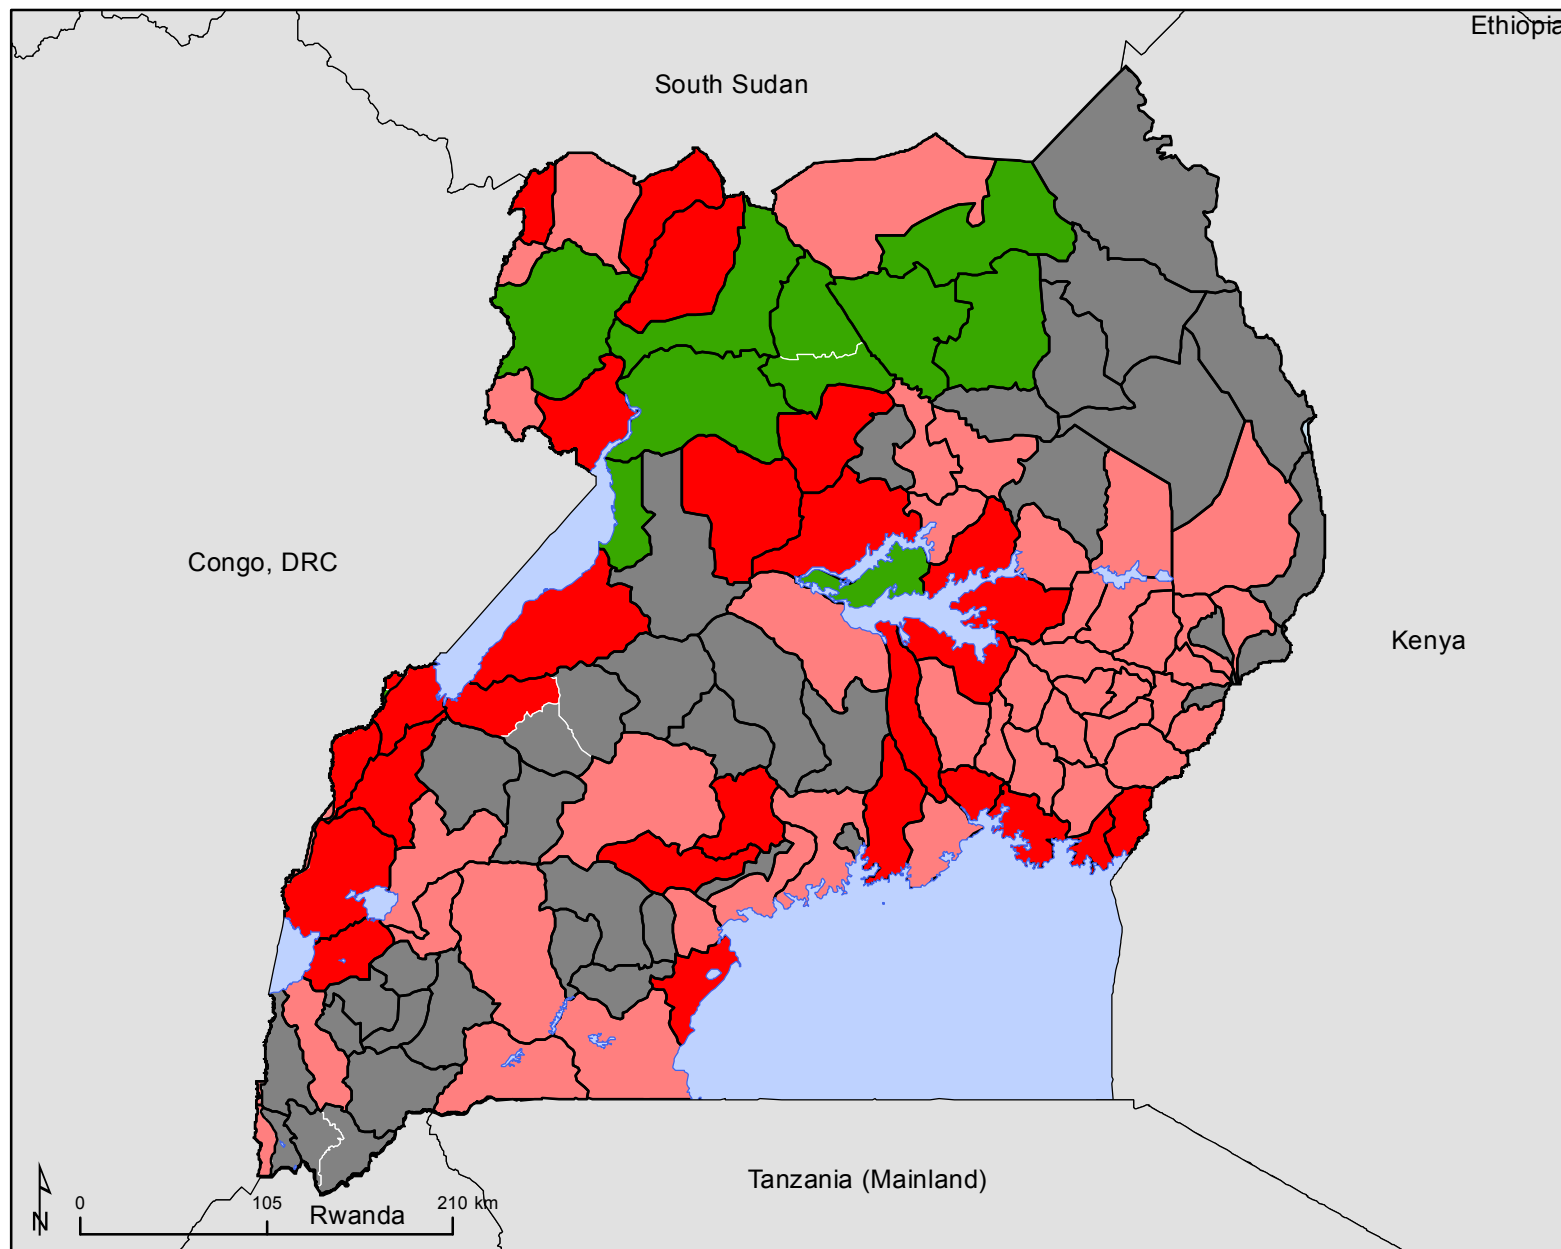 Ethiopia
South Sudan
Congo, DRC
Kenya
Tanzania (Mainland)
N
0 105 210 km
Rwanda